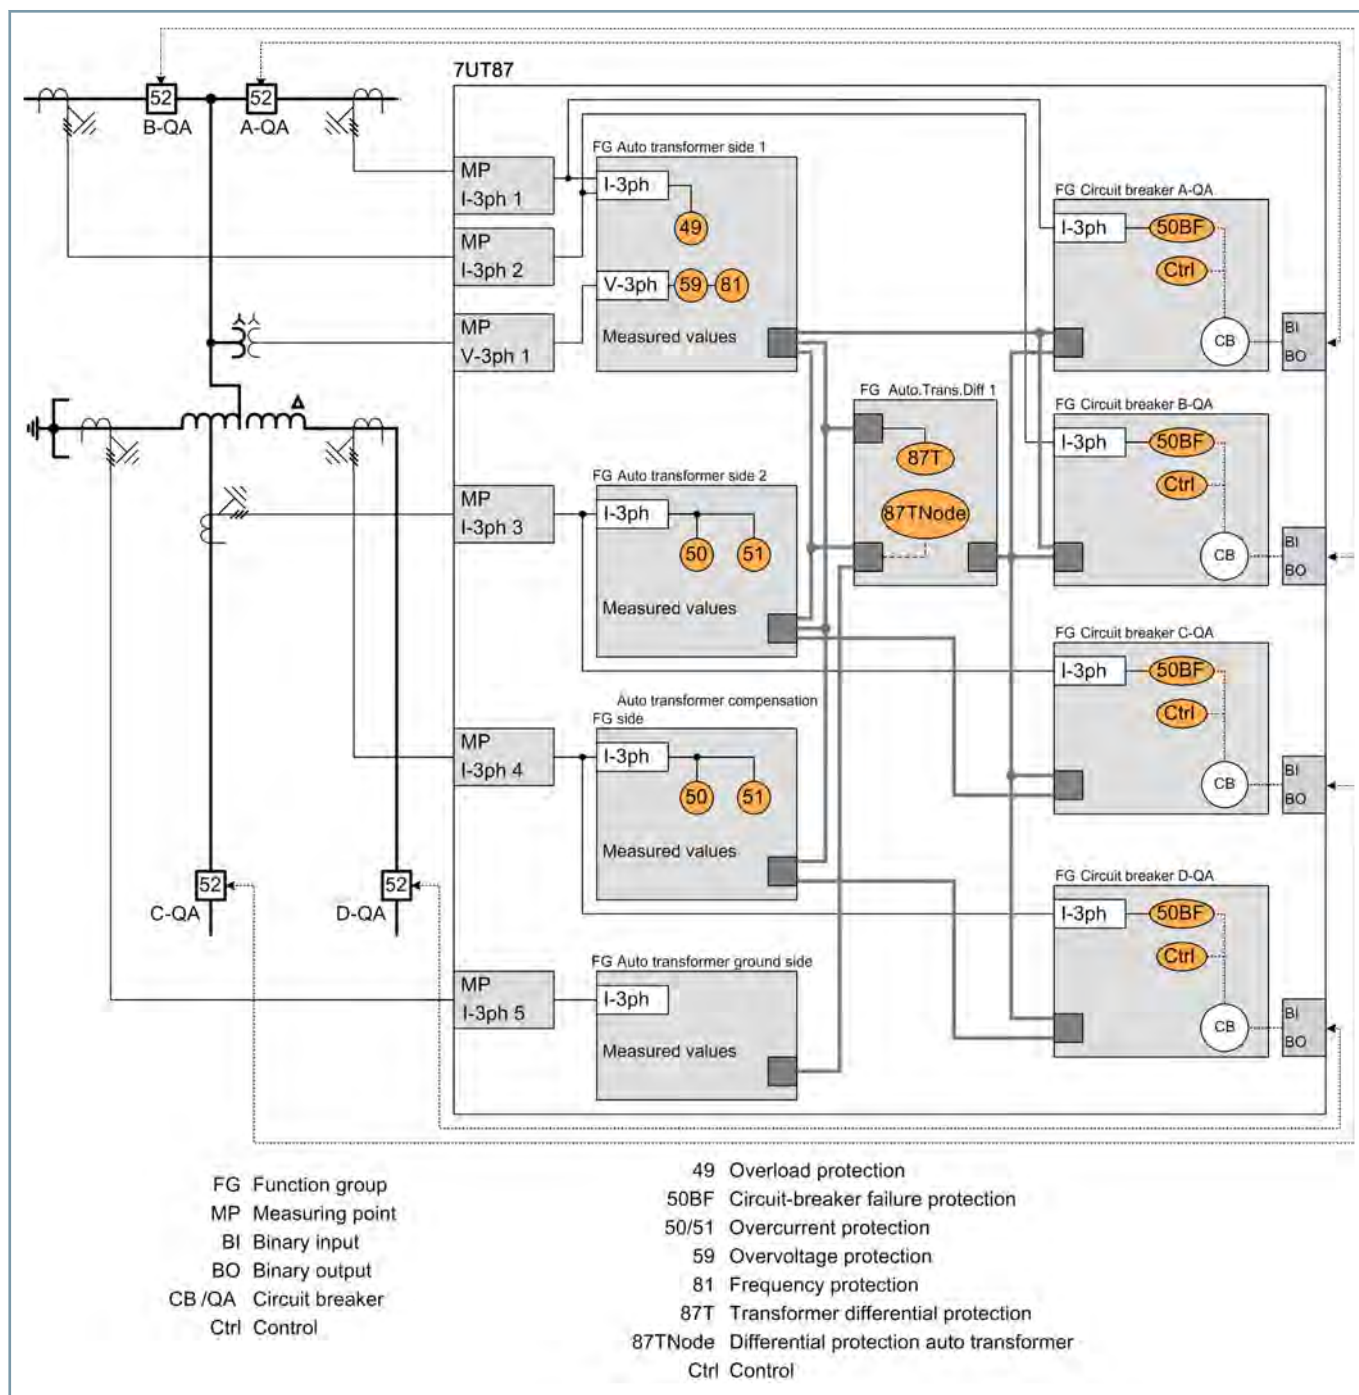 7UT87
52
52
B-QA
A-QA
MP
I-3ph 1
MP
I-3ph 2
MP
V-3ph 1
FG Auto transformer side 1
I-3ph
49
V-3ph
59
81
Measured values
FG Circuit breaker A-QA
I-3ph
50BF
Ctrl
CB
BI
BO
FG Auto.Trans.Diff 1
87T
87TNode
FG Circuit breaker B-QA
I-3ph
50BF
Ctrl
CB
BI
BO
Δ
MP
I-3ph 3
FG Auto transformer side 2
I-3ph
50
51
Measured values
FG Circuit breaker C-QA
I-3ph
50BF
Ctrl
CB
BI
BO
MP
I-3ph 4
Auto transformer compensation
FG side
I-3ph
50
51
Measured values
FG Circuit breaker D-QA
I-3ph
50BF
Ctrl
CB
BI
BO
52
52
C-QA
D-QA
MP
I-3ph 5
FG Auto transformer ground side
I-3ph
Measured values
FG Function group
MP Measuring point
BI Binary input
BO Binary output
CB /QA Circuit breaker
Ctrl Control
49 Overload protection
50BF Circuit-breaker failure protection
50/51 Overcurrent protection
59 Overvoltage protection
81 Frequency protection
87T Transformer differential protection
87TNode Differential protection auto transformer
Ctrl Control